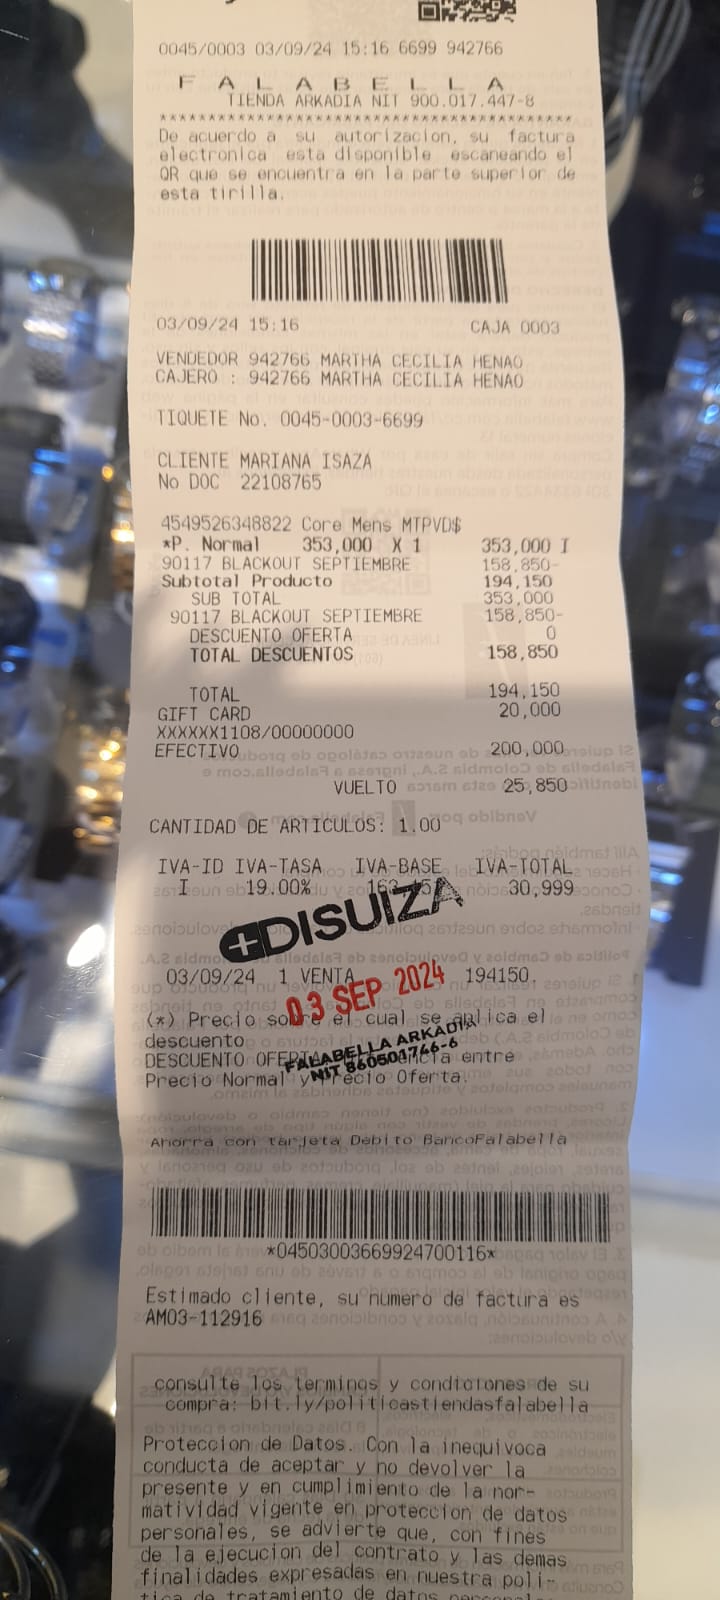 0045/0003 03/09/24 15:16 6699 942766
F A L A B E L L A
TIENDA ARKADIA NIT 900.017.447-8
****************************************
De acuerdo a su autorizacion, su factura
electronica esta disponible escaneando el
QR que se encuentra en la parte superior de
esta tirilla.
03/09/24 15:16 CAJA 0003
VENDEDOR 942766 MARTHA CECILIA HENAO
CAJERO : 942766 MARTHA CECILIA HENAO
TIQUETE No. 0045-0003-6699
CLIENTE MARIANA ISAZA
No DOC 22108765
4549526348822 Core Mens MTPVD$
*P. Normal 353,000 X 1 353,000 I
90117 BLACKOUT SEPTIEMBRE 158,850-
Subtotal Producto 194,150
SUB TOTAL 353,000
90117 BLACKOUT SEPTIEMBRE 158,850-
DESCUENTO OFERTA 0
TOTAL DESCUENTOS 158,850
TOTAL 194,150
GIFT CARD 20,000
XXXXXX1108/00000000
EFECTIVO 200,000
VUELTO 25,850
CANTIDAD DE ARTICULOS: 1.00
IVA-ID IVA-TASA IVA-BASE IVA-TOTAL
I 19.00% 30,999
DISUIZA
03/09/24 1 VENTA 194150.
03 SEP 2024
(*) Precio sobre el cual se aplica el
descuento
FALABELLA ARKADIA
NIT 860501766-6
DESCUENTO OFERTA entre
Precio Normal y Precio Oferta.
Ahorra con tarjeta Debito BancoFalabella
*04503003669924700116*
Estimado cliente, su numero de factura es
AM03-112916
consulte los terminos y condiciones de su
compra: bit.ly/politicastiendasfalabella
Proteccion de Datos. Con la inequivoca
conducta de aceptar y no devolver la
presente y en cumplimiento de la nor-
matividad vigente en proteccion de datos
personales, se advierte que, con fines
de la ejecucion del contrato y las demas
finalidades expresadas en nuestra poli-
tica de tratamiento de datos